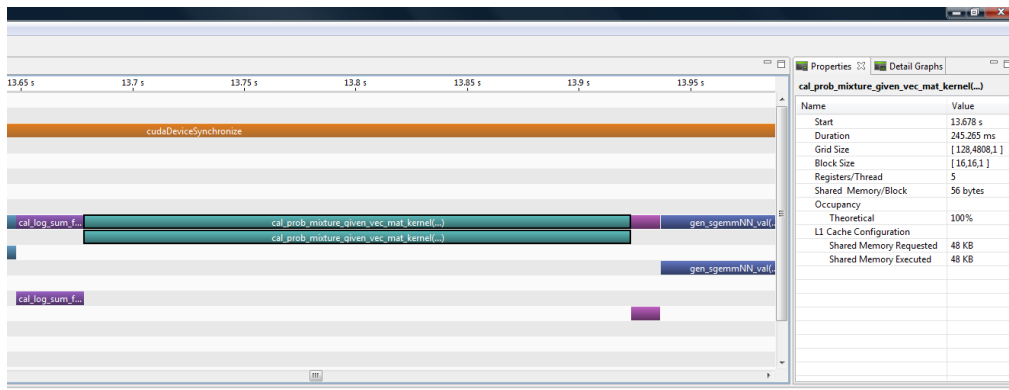 Properties Detail Graphs
13.65 s 13.7 s 13.75 s 13.8 s 13.85 s 13.9 s 13.95 s
cal_prob_mixture_given_vec_mat_kernel(...)
Name Value
Start 13.678 s
Duration 245.265 ms
Grid Size [ 128,4808,1 ]
Block Size [ 16,16,1 ]
Registers/Thread 5
Shared Memory/Block 56 bytes
Occupancy
Theoretical 100%
L1 Cache Configuration
Shared Memory Requested 48 KB
Shared Memory Executed 48 KB
cudaDeviceSynchronize
cal_log_sum_f... cal_prob_mixture_given_vec_mat_kernel(...) gen_sgemmNN_val(.
cal_prob_mixture_given_vec_mat_kernel(...)
gen_sgemmNN_val(.
cal_log_sum_f...